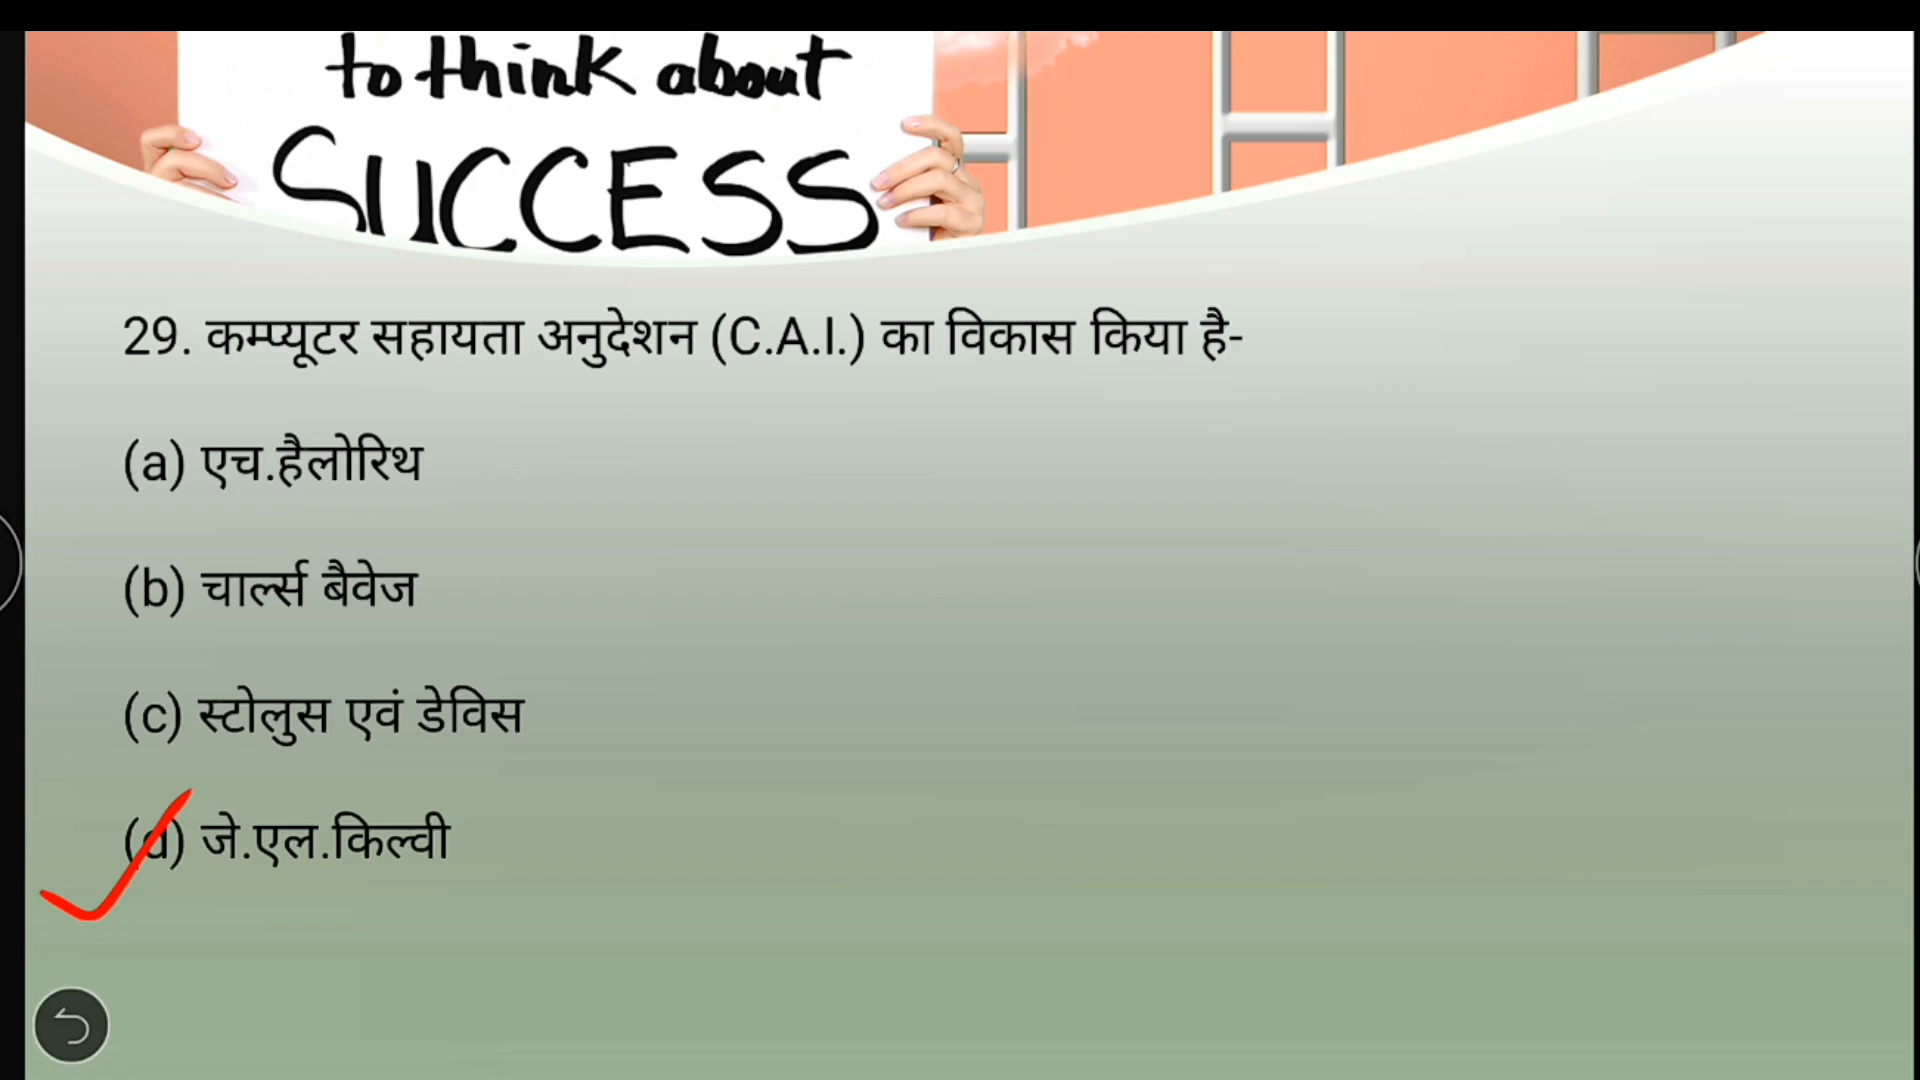 to think about
SUCCESS
29. कम्प्यूटर सहायता अनुदेशन (C.A.I.) का विकास किया है-
(a) एच.हैलोरिथ
(b) चार्ल्स बैवेज
(c) स्टोलुस एवं डेविस
(d) जे.एल.किल्वी